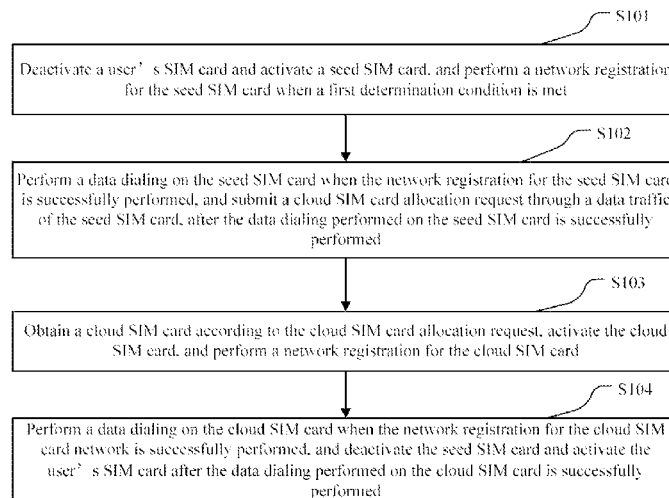 S101
Deactivate a user's SIM card and activate a seed SIM card, and perform a network registration
for the seed SIM card when a first determination condition is met
S102
Perform a data dialing on the seed SIM card when the network registration for the seed SIM card
is successfully performed, and submit a cloud SIM card allocation request through a data traffic
of the seed SIM card, after the data dialing performed on the seed SIM card is successfully
performed
S103
Obtain a cloud SIM card according to the cloud SIM card allocation request, activate the cloud
SIM card, and perform a network registration for the cloud SIM card
S104
Perform a data dialing on the cloud SIM card when the network registration for the cloud SIM
card network is successfully performed, and deactivate the seed SIM card and activate the
user's SIM card after the data dialing performed on the cloud SIM card is successfully
performed